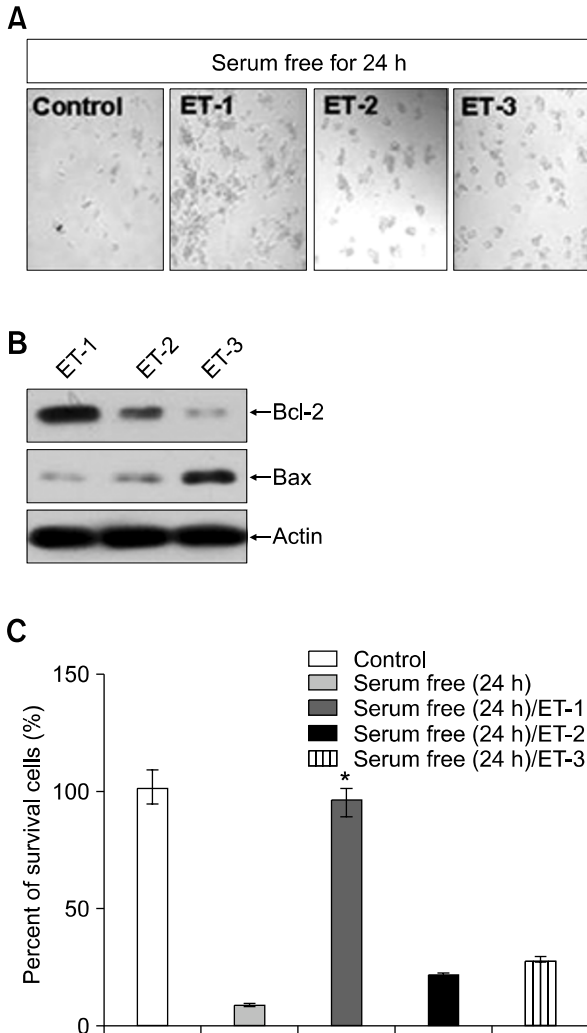 A
Serum free for 24 h
Control ET-1 ET-2 ET-3
B
ET-1 ET-2 ET-3
Bcl-2
Bax
Actin
C
Percent of survival cells (%)
150
100
50
0
Control
Serum free (24 h)
Serum free (24 h)/ET-1
Serum free (24 h)/ET-2
Serum free (24 h)/ET-3
*